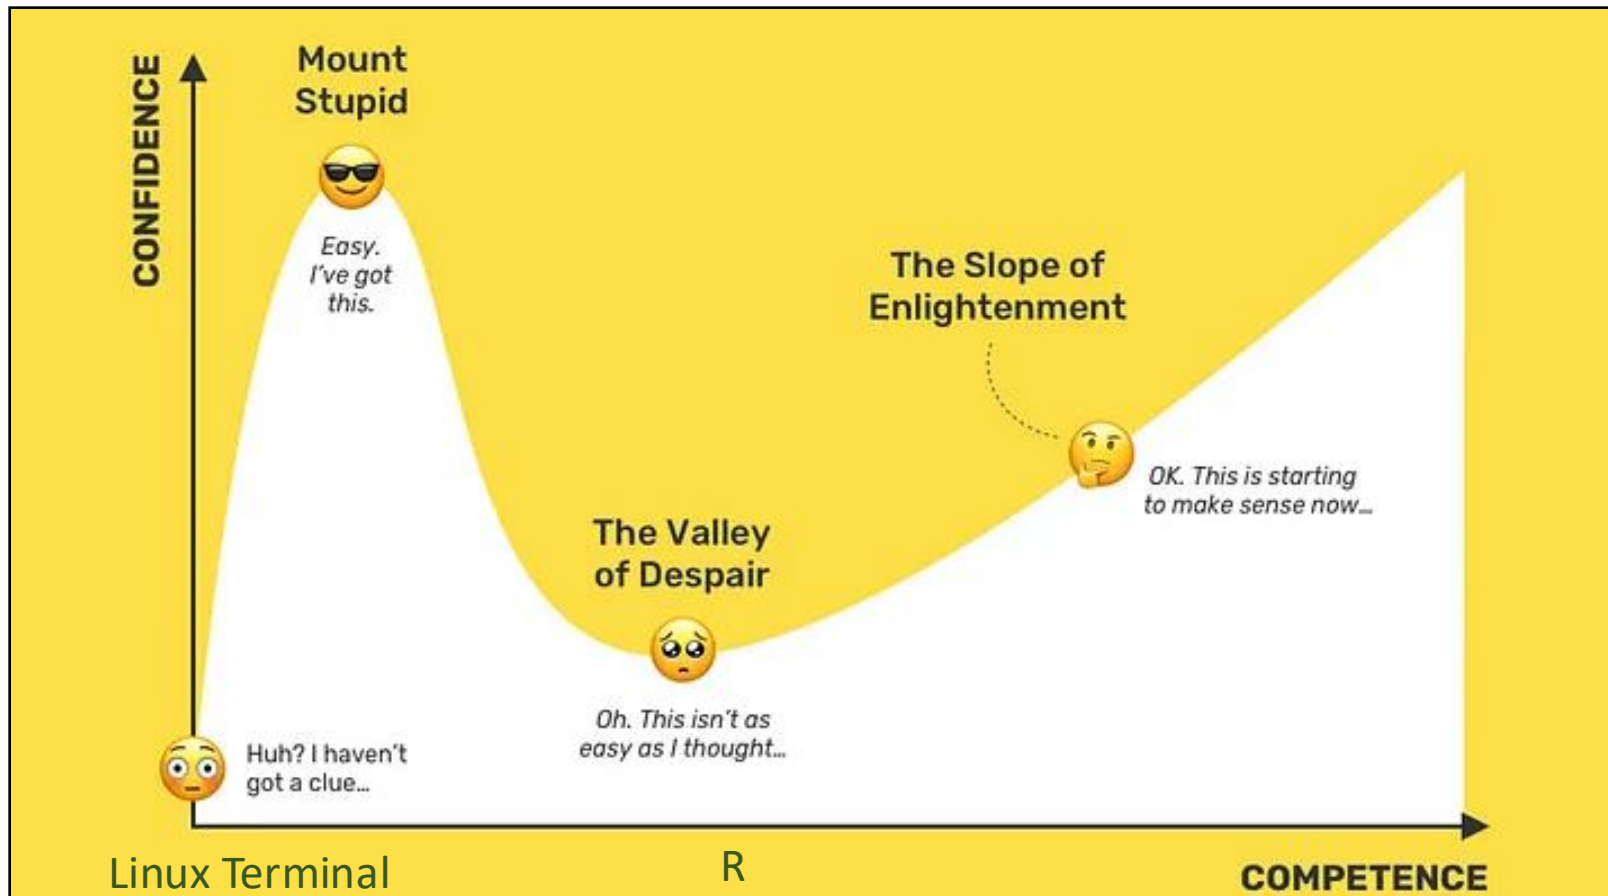 CONFIDENCE
Mount
Stupid
Easy.
I've got
this.
The Slope of
Enlightenment
OK. This is starting
to make sense now...
The Valley
of Despair
Oh. This isn't as
easy as I thought...
Huh? I haven't
got a clue...
Linux Terminal
R
COMPETENCE